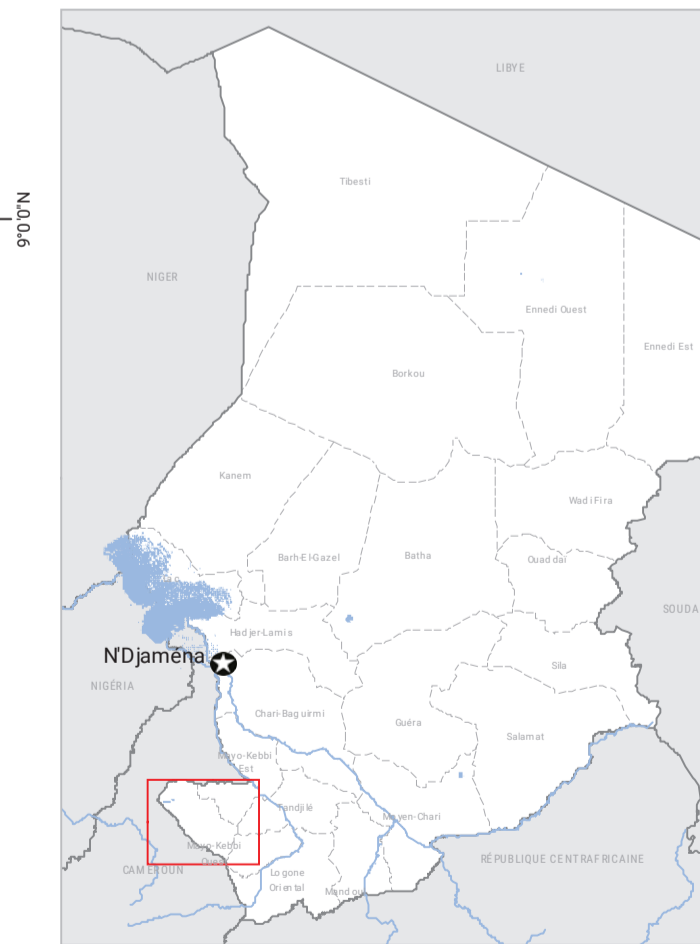 LIBYE
Tibesti
9°0'0"N
NIGER
Ennedi Ouest
Ennedi Est
Borkou
Kanem
Wadi Fira
Barh-El-Gazel
Batha
Ouaddaï
SOUDA
Hadjer-Lamis
N'Djaména
Sila
NIGÉRIA
Chari-Baguirmi
Guéra
Salamat
Mayo-Kebbi
Est
Tandjilé
Moyen-Chari
Mayo-Kebbi
Ouest
RÉPUBLIQUE CENTRAFRICAINE
CAMEROUN
Logone
Oriental
Mandoul